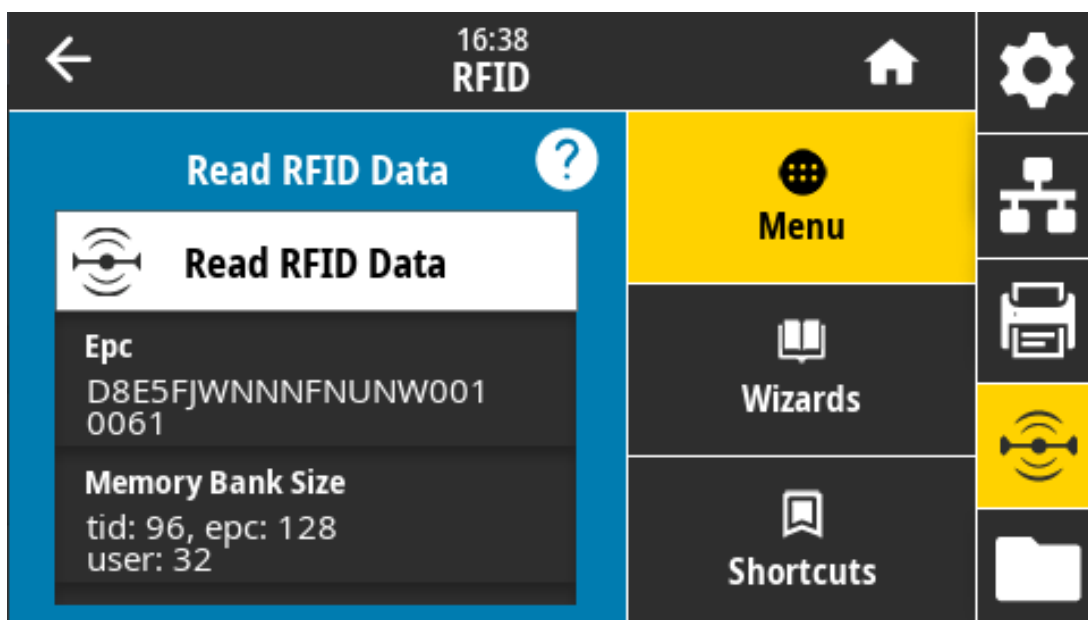 16:38
RFID
Read RFID Data
?
Read RFID Data
Epc
D8E5FJWNNNFNUNW001
0061
Memory Bank Size
tid: 96, epc: 128
user: 32
Menu
Wizards
Shortcuts